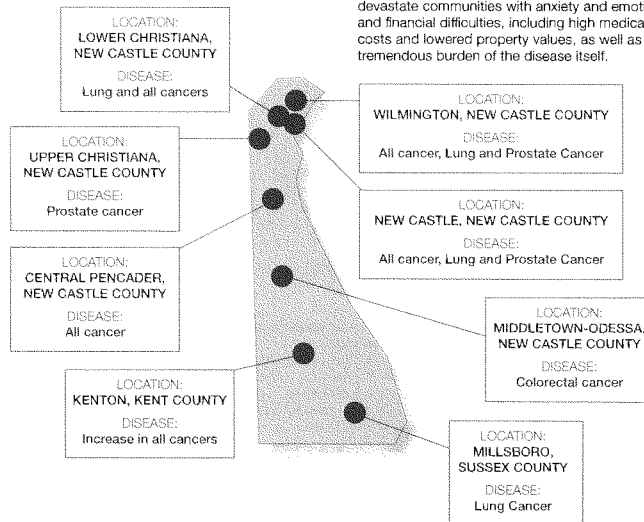 devastate communities with anxiety and
and financial difficulties, including high
costs and lowered property values, as well as
tremendous burden of the disease itself.
LOCATION:
LOWER CHRISTIANA,
NEW CASTLE COUNTY
DISEASE:
Lung and all cancers
LOCATION:
WILMINGTON, NEW CASTLE COUNTY
DISEASE:
All cancer, Lung and Prostate Cancer
LOCATION:
UPPER CHRISTIANA,
NEW CASTLE COUNTY
DISEASE:
Prostate cancer
LOCATION:
NEW CASTLE, NEW CASTLE COUNTY
DISEASE:
All cancer, Lung and Prostate Cancer
LOCATION:
CENTRAL PENCADER,
NEW CASTLE COUNTY
DISEASE:
All cancer
LOCATION:
MIDDLETOWN-ODESSA,
NEW CASTLE COUNTY
DISEASE:
Colorectal cancer
LOCATION:
KENTON, KENT COUNTY
DISEASE:
Increase in all cancers
LOCATION:
MILLSBORO,
SUSSEX COUNTY
DISEASE:
Lung Cancer